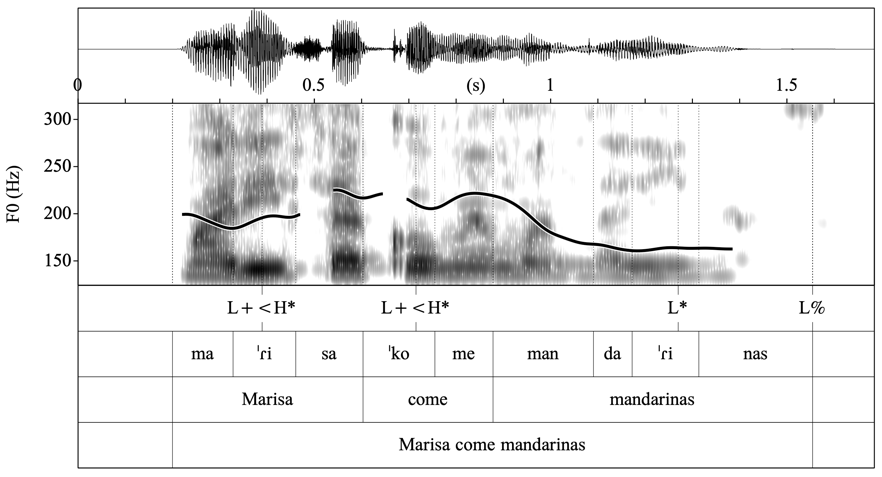 0 0.5 (s) 1 1.5
300
250
F0 (Hz)
200
150
L+<H* L+<H* L* L%
ma ˈɾi sa ˈko me man da ˈɾi nas
Marisa come mandarinas
Marisa come mandarinas